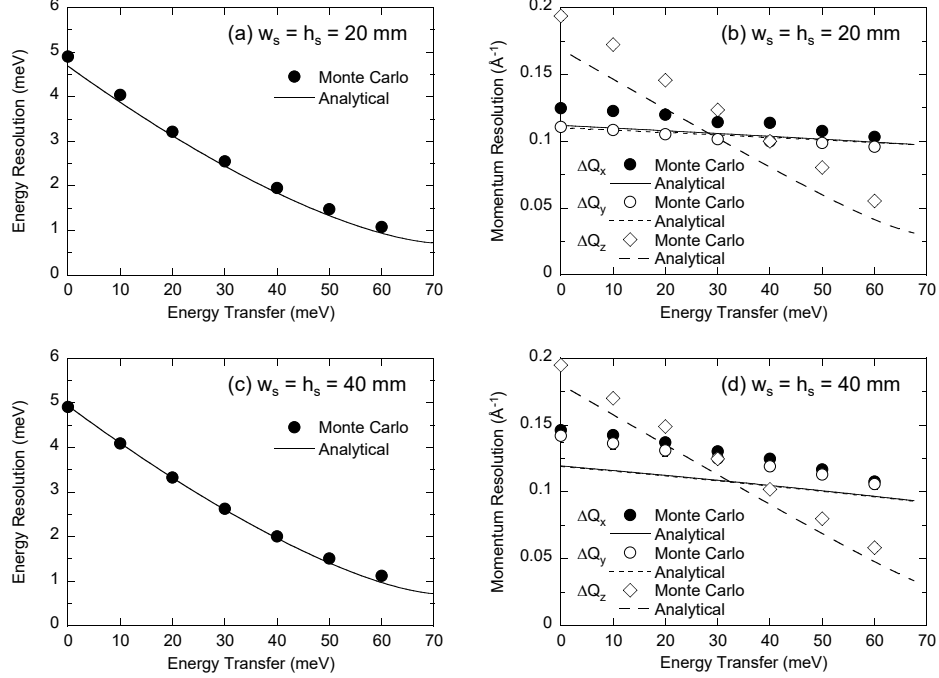 (a) wₛ = hₛ = 20 mm
Monte Carlo
Analytical
Energy Resolution (meV)
6
5
4
3
2
1
0
0 10 20 30 40 50 60 70
Energy Transfer (meV)
(b) wₛ = hₛ = 20 mm
Momentum Resolution (Å⁻¹)
0.2
0.15
0.1
0.05
0
ΔQₓ Monte Carlo
Analytical
ΔQᵧ Monte Carlo
Analytical
ΔQ_z Monte Carlo
Analytical
0 10 20 30 40 50 60 70
Energy Transfer (meV)
(c) wₛ = hₛ = 40 mm
Monte Carlo
Analytical
Energy Resolution (meV)
6
5
4
3
2
1
0
0 10 20 30 40 50 60 70
Energy Transfer (meV)
(d) wₛ = hₛ = 40 mm
Momentum Resolution (Å⁻¹)
0.2
0.15
0.1
0.05
0
ΔQₓ Monte Carlo
Analytical
ΔQᵧ Monte Carlo
Analytical
ΔQ_z Monte Carlo
Analytical
0 10 20 30 40 50 60 70
Energy Transfer (meV)